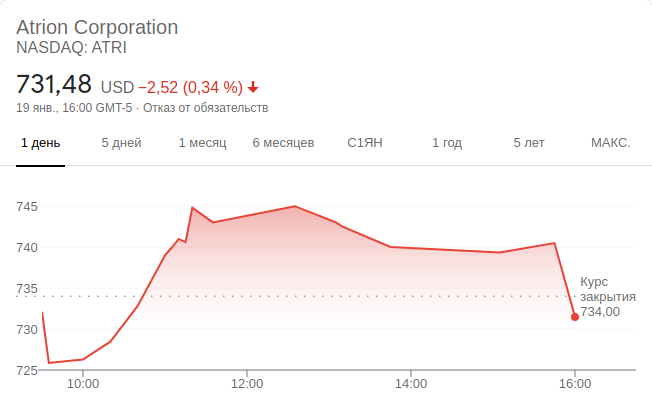 Atrion Corporation
NASDAQ: ATRI
731,48 USD −2,52 (0,34 %)
19 янв., 16:00 GMT-5 · Отказ от обязательств
1 день 5 дней 1 месяц 6 месяцев С1ЯН 1 год 5 лет МАКС.
745
740
735
730
725
Курс
закрытия
734,00
10:00 12:00 14:00 16:00